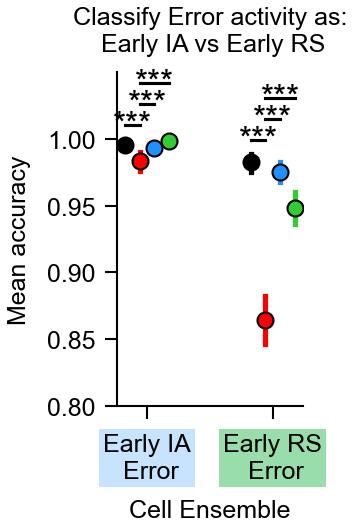 Classify Error activity as:
Early IA vs Early RS
***
***
***
***
***
***
1.00
0.95
0.90
0.85
0.80
Mean accuracy
Early IA
Error
Early RS
Error
Cell Ensemble